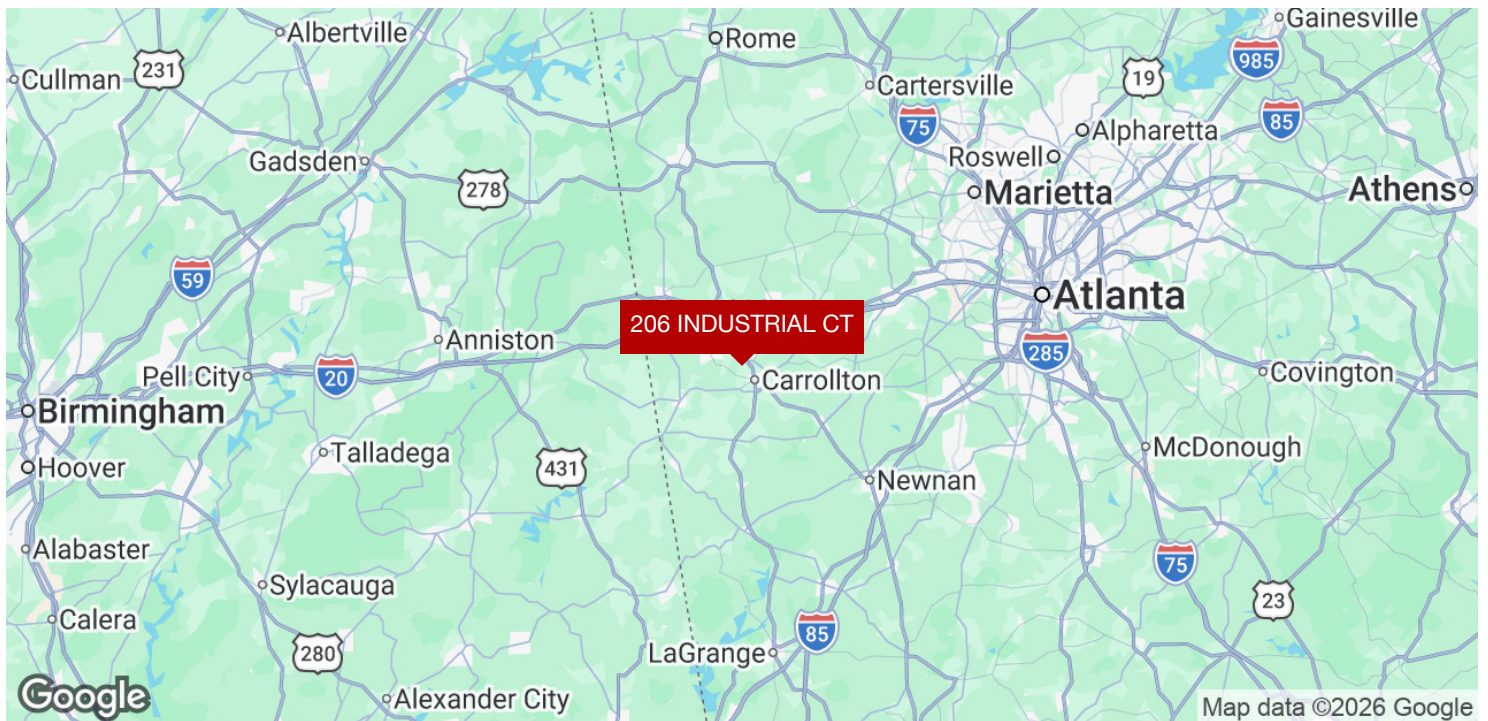 Gainesville
Albertville
Rome
985
231
Cullman
19
Cartersville
85
75
Alpharetta
Roswell
Gadsden
278
Marietta
Athens
59
Atlanta
206 INDUSTRIAL CT
Anniston
285
Pell City
20
Carrollton
Covington
Birmingham
Talladega
McDonough
Hoover
431
Newnan
Alabaster
75
Sylacauga
23
Calera
85
280
LaGrange
Alexander City
Google
Map data ©2026 Google